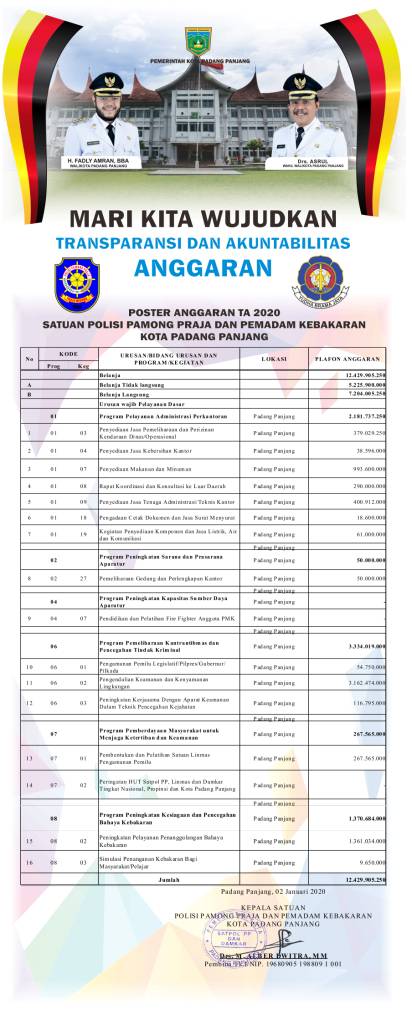 PEMERINTAH KOTA PADANG PANJANG
H. FADLY AMRAN, BBA
WALIKOTA PADANG PANJANG
Drs. ASRUL
WAKIL WALIKOTA PADANG PANJANG
MARI KITA WUJUDKAN
TRANSPARANSI DAN AKUNTABILITAS
ANGGARAN
POSTER ANGGARAN TA 2020
SATUAN POLISI PAMONG PRAJA DAN PEMADAM KEBAKARAN
KOTA PADANG PANJANG
No KODE URUSAN/BIDANG URUSAN DAN PROGRAM/KEGIATAN LOKASI PLAFON ANGGARAN
Prog Keg
Belanja 12.429.905.250
A Belanja Tidak langsung 5.225.900.000
B Belanja Langsung 7.204.005.250
Urusan wajib Pelayanan Dasar
01 Program Pelayanan Administrasi Perkantoran Padang Panjang 2.181.737.250
1 01 03 Penyediaan Jasa Pemeliharaan dan Perizinan Kendaraan Dinas/Operasional Padang Panjang 379.029.250
2 01 04 Penyediaan Jasa Kebersihan Kantor Padang Panjang 38.596.000
3 01 07 Penyediaan Makanan dan Minuman Padang Panjang 993.600.000
4 01 08 Rapat Koordinasi dan Konsultasi ke Luar Daerah Padang Panjang 290.000.000
5 01 09 Penyediaan Jasa Tenaga Administrasi/Teknis Kantor Padang Panjang 400.912.000
6 01 18 Pengadaan Cetak Dokumen dan Jasa Surat Menyurat Padang Panjang 18.600.000
7 01 19 Kegiatan Penyediaan Komponen dan Jasa Listrik, Air dan Komunikasi Padang Panjang 61.000.000
Padang Panjang
02 Program Peningkatan Sarana dan Prasarana Aparatur Padang Panjang 50.000.000
8 02 27 Pemeliharaan Gedung dan Perlengkapan Kantor Padang Panjang 50.000.000
Padang Panjang
04 Program Peningkatan Kapasitas Sumber Daya Aparatur Padang Panjang -
9 04 07 Pendidikan dan Pelatihan Fire Fighter Anggota PMK Padang Panjang -
Padang Panjang
06 Program Pemeliharaan Kantrantibmas dan Pencegahan Tindak Kriminal Padang Panjang 3.334.019.000
10 06 01 Pengamanan Pemilu Legislatif/Pilpres/Gubernur/Pilkada Padang Panjang 54.750.000
11 06 02 Pengendalian Keamanan dan Kenyamanan Lingkungan Padang Panjang 3.162.474.000
12 06 03 Peningkatan Kerjasama Dengan Aparat Keamanan Dalam Teknik Pencegahan Kejahatan Padang Panjang 116.795.000
Padang Panjang
07 Program Pemberdayaan Masyarakat untuk Menjaga Ketertiban dan Keamanan Padang Panjang 267.565.000
13 07 01 Pembentukan dan Pelatihan Satuan Linmas Pengamanan Pemilu Padang Panjang 267.565.000
14 07 02 Peringatan HUT Satpol PP, Linmas dan Damkar Tingkat Nasional, Propinsi dan Kota Padang Panjang Padang Panjang -
Padang Panjang
08 Program Peningkatan Kesiagaan dan Pencegahan Bahaya Kebakaran Padang Panjang 1.370.684.000
15 08 02 Peningkatan Pelayanan Penanggulangan Bahaya Kebakaran Padang Panjang 1.361.034.000
16 08 03 Simulasi Penanganan Kebakaran Bagi Masyarakat/Pelajar Padang Panjang 9.650.000
Jumlah 12.429.905.250
Padang Panjang, 02 Januari 2020
KEPALA SATUAN
POLISI PAMONG PRAJA DAN PEMADAM KEBAKARAN
KOTA PADANG PANJANG
SATPOL PP
DAN
DAMKAR
Drs. M. ALBER DWITRA, MM
Pembina TK I/NIP. 19680905 198809 1 001